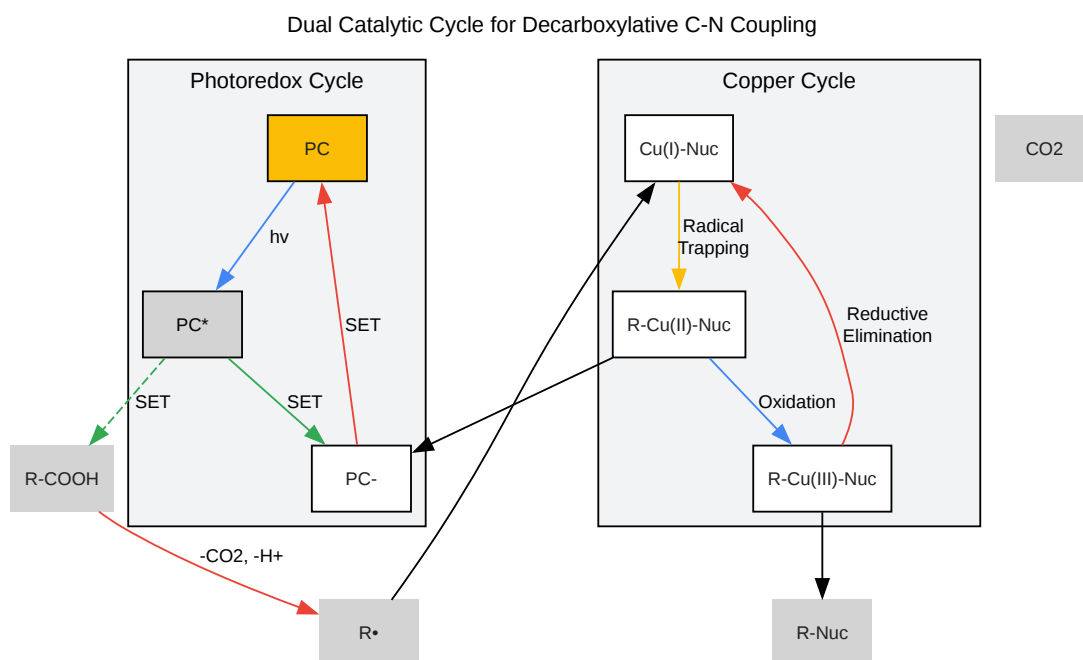 Dual Catalytic Cycle for Decarboxylative C-N Coupling
Photoredox Cycle
Copper Cycle
PC
Cu(I)-Nuc
CO2
hv
Radical
Trapping
PC*
SET
R-Cu(II)-Nuc
Reductive
Elimination
SET
SET
Oxidation
R-COOH
PC-
R-Cu(III)-Nuc
-CO2, -H+
R•
R-Nuc